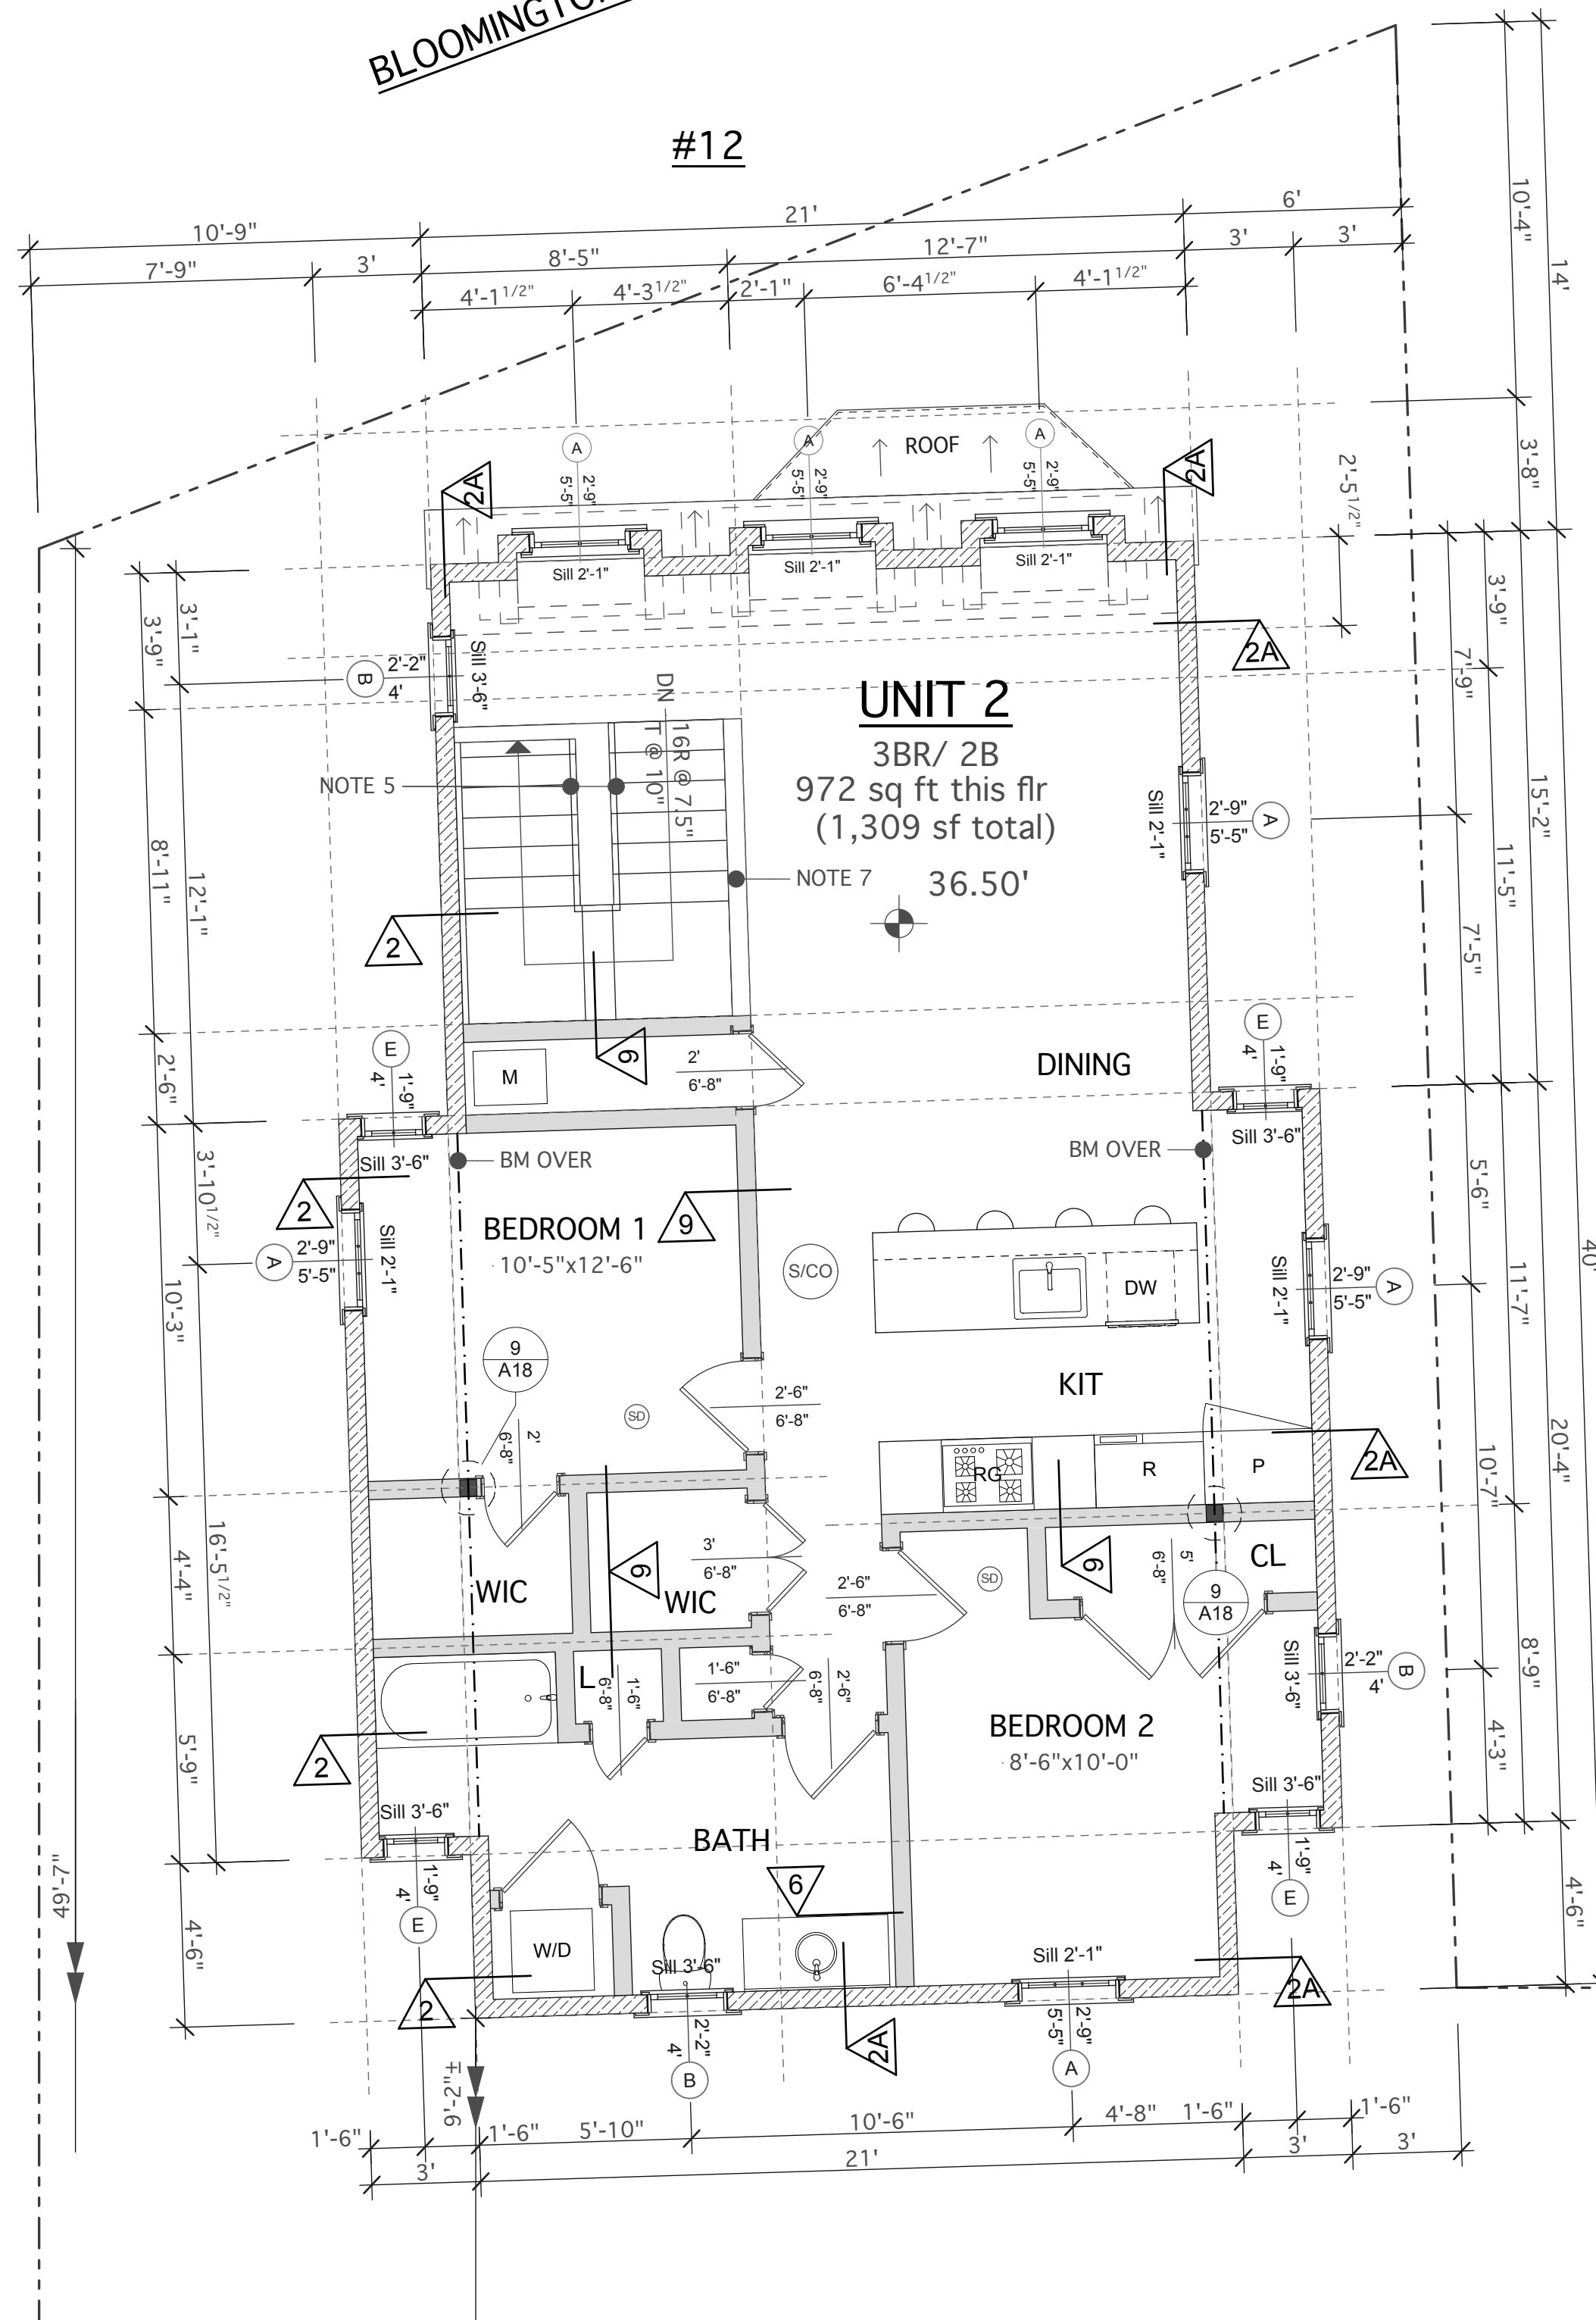 BLOOMINGTO
#12
10'-9"
21'
6'
7'-9"
3'
8'-5"
12'-7"
3'
3'
4'-1 1/2"
4'-3 1/2"
2'-1"
6'-4 1/2"
4'-1 1/2"
10'-4"
14'
3'-8"
2'-5 1/2"
A
2'-9"
5'-5"
A
2'-9"
5'-5"
ROOF
A
2'-9"
5'-5"
2A
2A
Sill 2'-1"
Sill 2'-1"
Sill 2'-1"
3'-9"
3'-1"
B
2'-2"
4'
Sill 3'-6"
2A
3'-9"
7'-9"
UNIT 2
3BR/ 2B
972 sq ft this flr
(1,309 sf total)
DN
16R @ 7.5"
T @ 10"
NOTE 5
NOTE 7
36.50'
Sill 2'-1"
2'-9"
5'-5"
A
15'-2"
11'-5"
7'-5"
8'-11"
12'-1"
2
2'-6"
E
1'-9"
4'
M
9
2'
6'-8"
DINING
E
1'-9"
4'
Sill 3'-6"
BM OVER
BM OVER
Sill 3'-6"
2
3'-10 1/2"
5'-6"
BEDROOM 1
10'-5"x12'-6"
9
S/CO
A
2'-9"
5'-5"
Sill 2'-1"
DW
Sill 2'-1"
2'-9"
5'-5"
A
40'
10'-3"
11'-7"
9
A18
SD
2'
6'-8"
2'-6"
6'-8"
KIT
RG
R
P
2A
10'-7"
20'-4"
4'-4"
16'-5 1/2"
WIC
9
WIC
3'
6'-8"
2'-6"
6'-8"
SD
9
5'
6'-8"
CL
9
A18
L
1'-6"
6'-8"
1'-6"
6'-8"
2'-6"
6'-8"
Sill 3'-6"
2'-2"
4'
B
8'-9"
4'-3"
BEDROOM 2
8'-6"x10'-0"
2
5'-9"
Sill 3'-6"
Sill 3'-6"
BATH
6
1'-9"
4'
E
1'-9"
4'
E
4'-6"
49'-7"
4'-6"
W/D
Sill 3'-6"
Sill 2'-1"
2
2A
2A
2'-2"
4'
B
2'-9"
5'-5"
A
9'-2"±
1'-6"
1'-6"
5'-10"
10'-6"
4'-8"
1'-6"
1'-6"
3'
21'
3'
3'